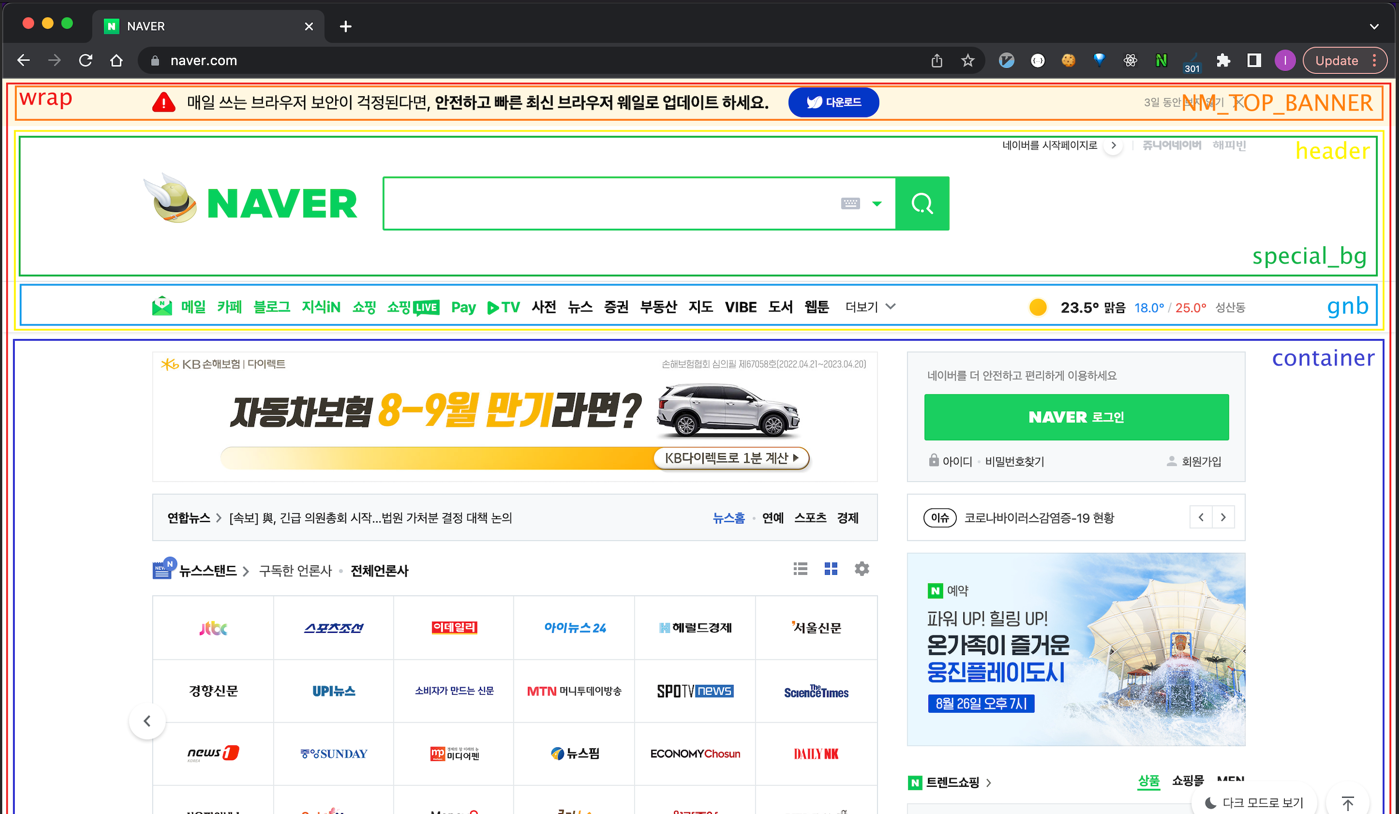 NAVER
naver.com
301
I
Update
wrap
매일 쓰는 브라우저 보안이 걱정된다면, 안전하고 빠른 최신 브라우저 웨일로 업데이트 하세요.
다운로드
3일 동안 보지 않기
NM_TOP_BANNER
네이버를 시작페이지로
쥬니어네이버 해피빈
header
NAVER
special_bg
메일 카페 블로그 지식iN 쇼핑 쇼핑LIVE Pay TV 사전 뉴스 증권 부동산 지도 VIBE 도서 웹툰 더보기
23.5° 맑음 18.0° / 25.0° 성산동
gnb
container
KB손해보험 | 다이렉트
손해보험협회 심의필 제67058호(2022.04.21~2023.04.20)
자동차보험 8-9월 만기라면?
KB다이렉트로 1분 계산
네이버를 더 안전하고 편리하게 이용하세요
NAVER 로그인
아이디 · 비밀번호찾기
회원가입
연합뉴스 > [속보] 與, 긴급 의원총회 시작...법원 가처분 결정 대책 논의
뉴스홈 · 연예 스포츠 경제
이슈 코로나바이러스감염증-19 현황
뉴스스탠드 > 구독한 언론사 · 전체언론사
jtbc 스포츠조선 이데일리 아이뉴스24 헤럴드경제 서울신문
경향신문 UPI뉴스 소비자가 만드는 신문 MTN 머니투데이방송 SPOTV news The ScienceTimes
news1 KOREA 중앙SUNDAY mp 미디어펜 뉴스핌 ECONOMYChosun DAILY NK
N 예약
파워 UP! 힐링 UP!
온가족이 즐거운
웅진플레이도시
8월 26일 오후 7시
N 트렌드쇼핑 >
상품 쇼핑몰 MEN
다크 모드로 보기